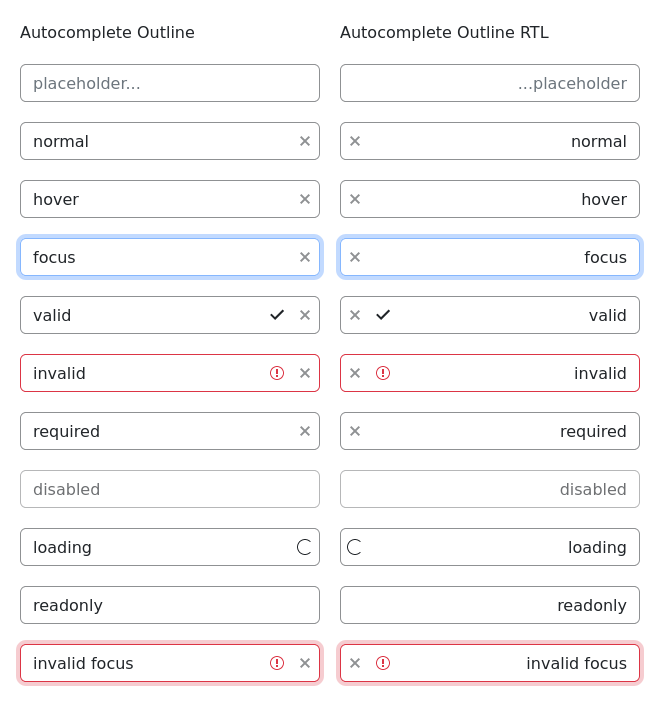 Autocomplete Outline
placeholder...
normal
hover
focus
valid
invalid
required
disabled
loading
readonly
invalid focus
Autocomplete Outline RTL
...placeholder
normal
hover
focus
valid
invalid
required
disabled
loading
readonly
invalid focus